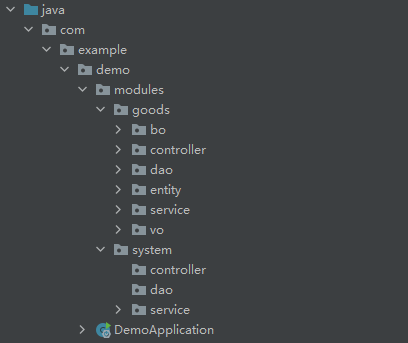 java
com
example
demo
modules
goods
bo
controller
dao
entity
service
vo
system
controller
dao
service
DemoApplication